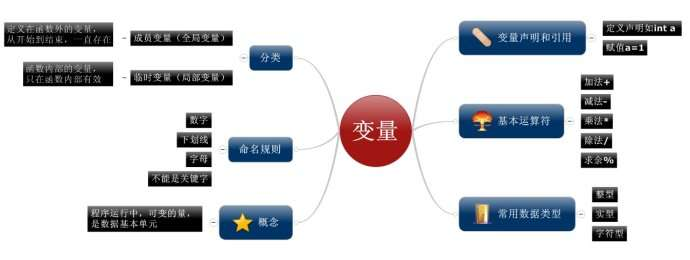 变量
分类
成员变量（全局变量）
定义在函数外的变量，
从开始到结束，一直存在
临时变量（局部变量）
函数内部的变量，
只在函数内部有效
命名规则
数字
下划线
字母
不能是关键字
概念
程序运行中，可变的量，
是数据基本单元
变量声明和引用
定义声明如int a
赋值a=1
基本运算符
加法+
减法-
乘法*
除法/
求余%
常用数据类型
整型
实型
字符型